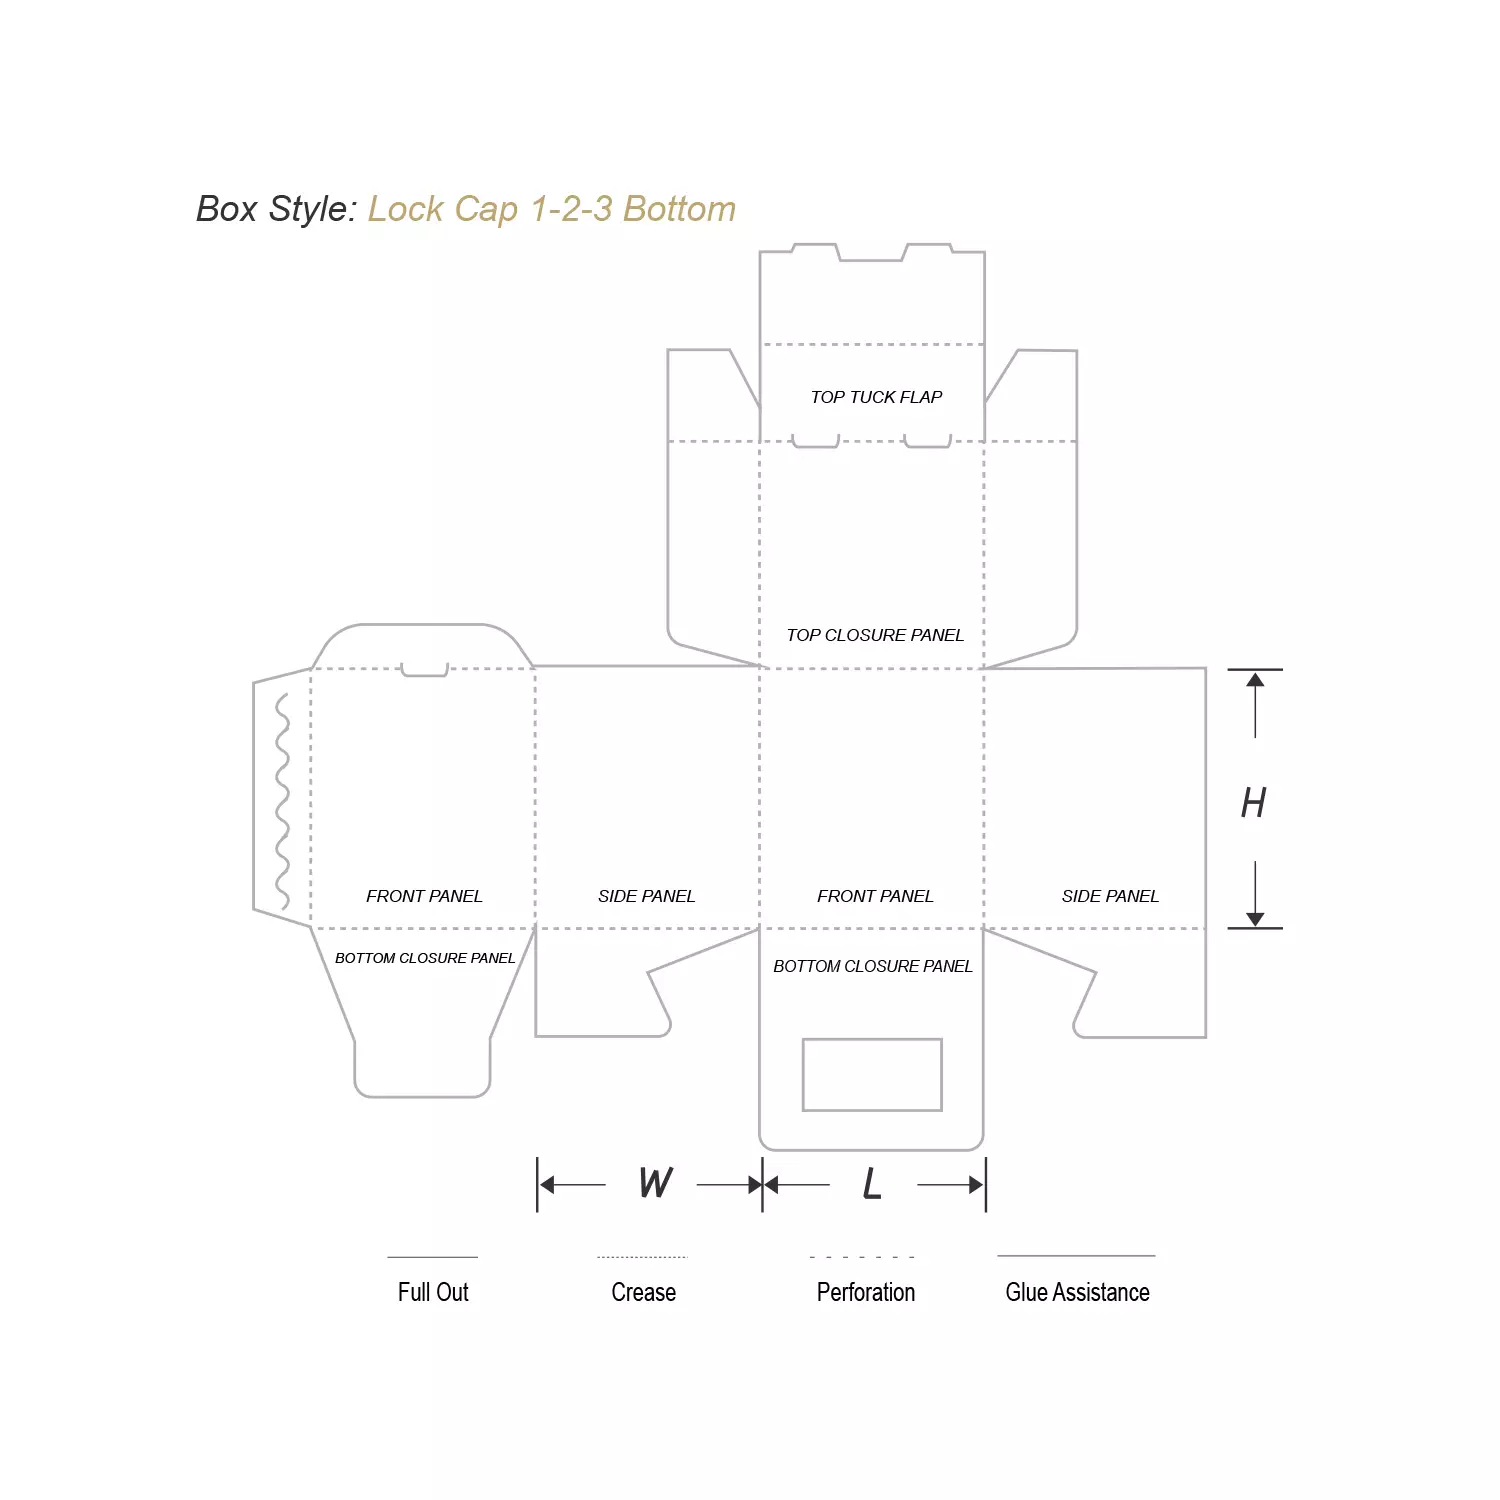 Box Style: Lock Cap 1-2-3 Bottom
TOP TUCK FLAP
TOP CLOSURE PANEL
H
FRONT PANEL SIDE PANEL FRONT PANEL SIDE PANEL
BOTTOM CLOSURE PANEL BOTTOM CLOSURE PANEL
W L
Full Out Crease Perforation Glue Assistance